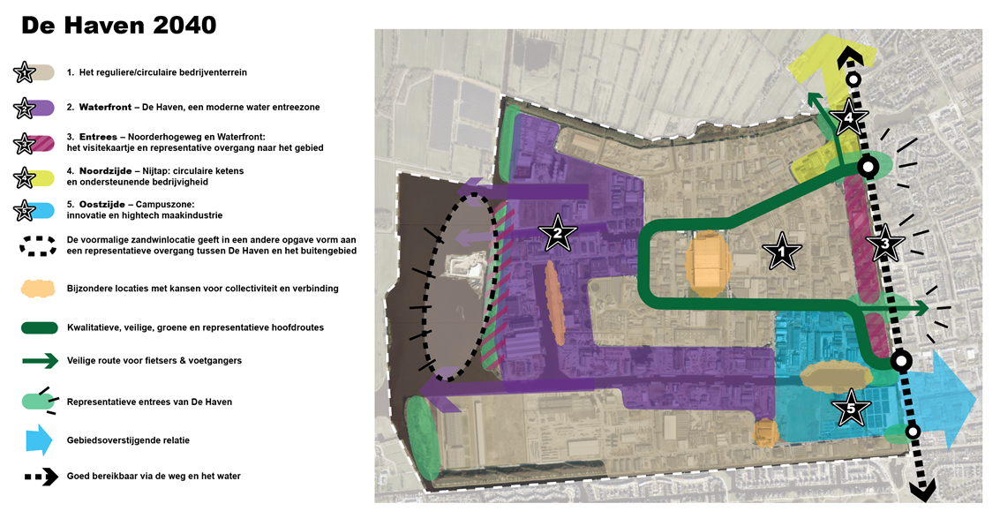 De Haven 2040
1
1. Het reguliere/circulaire bedrijventerrein
2
2. Waterfront – De Haven, een moderne water entreezone
3
3. Entrees – Noorderhogeweg en Waterfront:
het visitekaartje en representative overgang naar het gebied
4
4. Noordzijde – Nijtap: circulaire ketens
en ondersteunende bedrijvigheid
5
5. Oostzijde – Campuszone:
innovatie en hightech maakindustrie
De voormalige zandwinlocatie geeft in een andere opgave vorm aan
een representatieve overgang tussen De Haven en het buitengebied
Bijzondere locaties met kansen voor collectiviteit en verbinding
Kwalitatieve, veilige, groene en representatieve hoofdroutes
Veilige route voor fietsers & voetgangers
Representatieve entrees van De Haven
Gebiedsoverstijgende relatie
Goed bereikbaar via de weg en het water
4
2
1
3
5